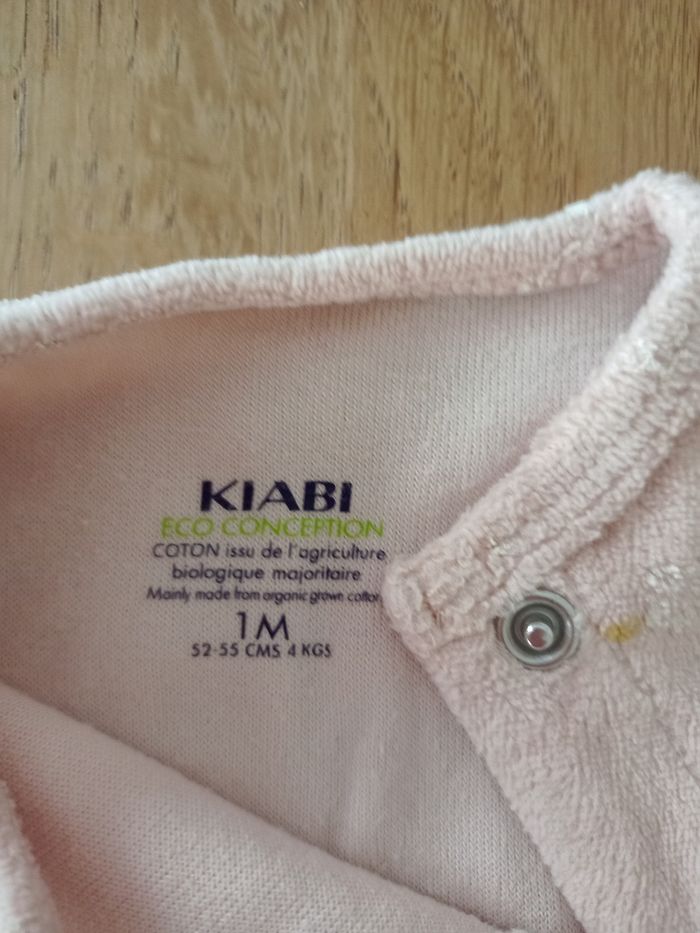 KIABI
ECO CONCEPTION
COTON issu de l'agriculture
biologique majoritaire
Mainly made from organic grown cotton
1M
52-55 CMS 4 KGS